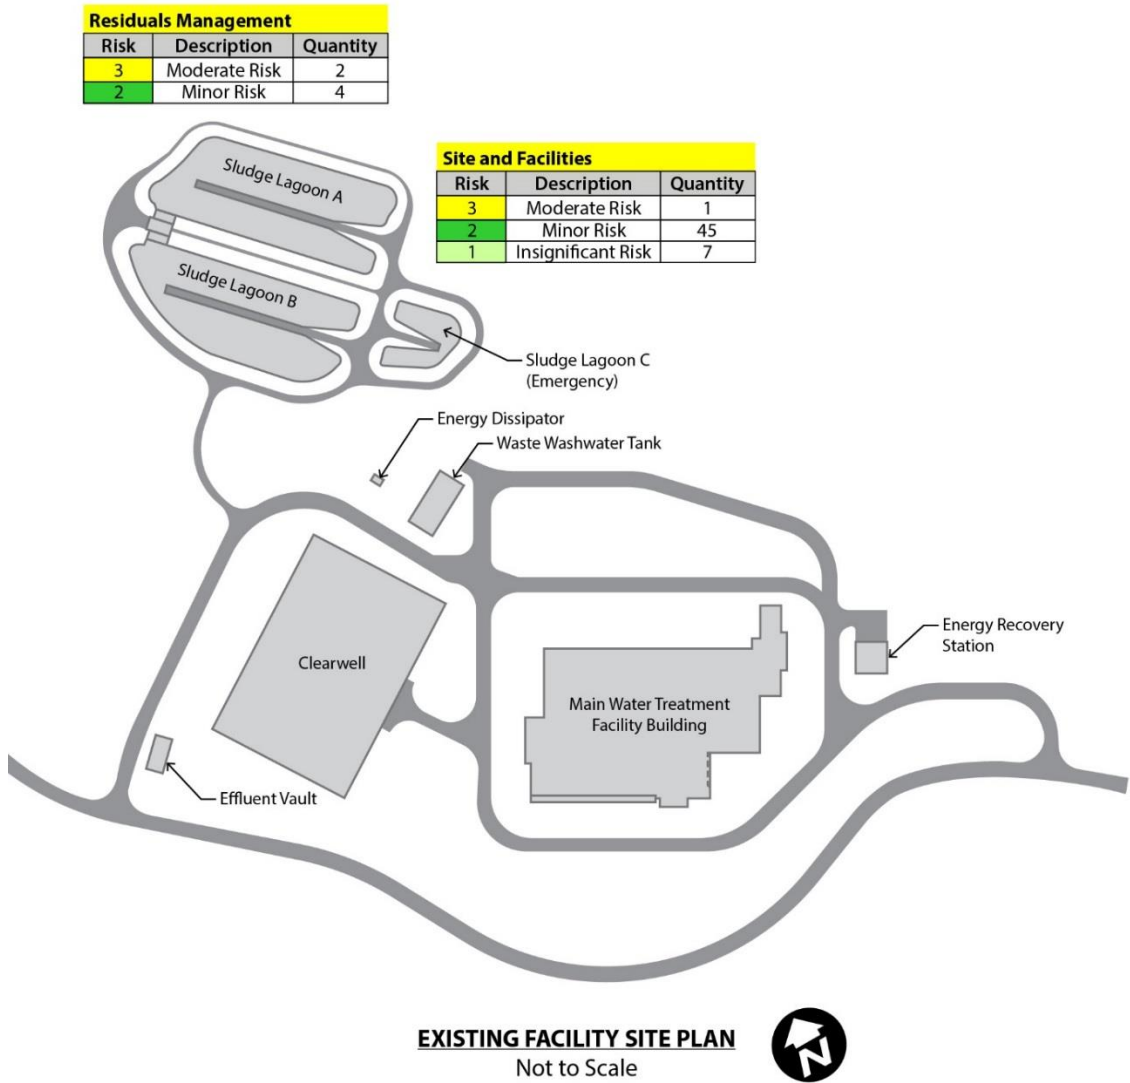 Residuals Management
Risk Description Quantity
3 Moderate Risk 2
2 Minor Risk 4
Site and Facilities
Risk Description Quantity
3 Moderate Risk 1
2 Minor Risk 45
1 Insignificant Risk 7
Sludge Lagoon A
Sludge Lagoon B
Sludge Lagoon C
(Emergency)
Energy Dissipator
Waste Washwater Tank
Energy Recovery
Station
Clearwell
Main Water Treatment
Facility Building
Effluent Vault
EXISTING FACILITY SITE PLAN
Not to Scale
N